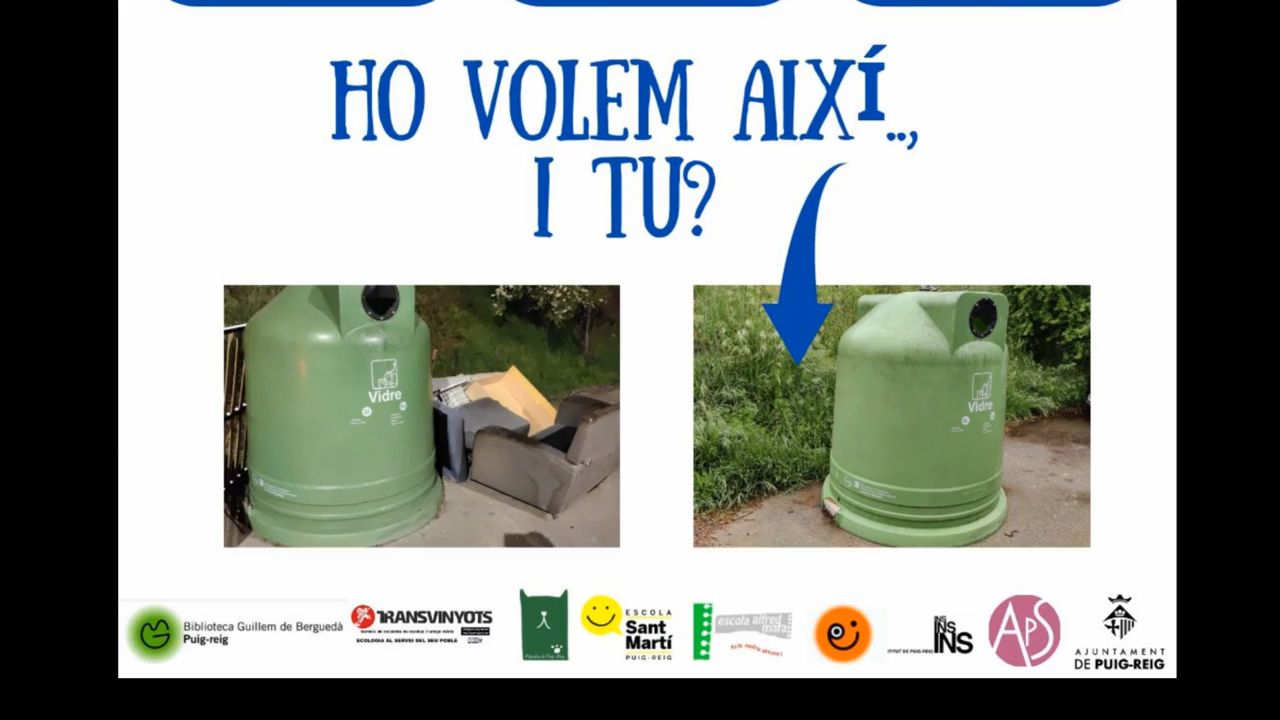 HO VOLEM AIXÍ..,
I TU?
Vidre
Vidre
Biblioteca Guillem de Berguedà
Puig-reig
TRANSVINYOTS
ECOLOGIA AL SERVEI DEL SEU POBLE
ESCOLA
Sant
Martí
PUIG-REIG
escola alfred
mata
INS
APS
AJUNTAMENT
DE PUIG-REIG